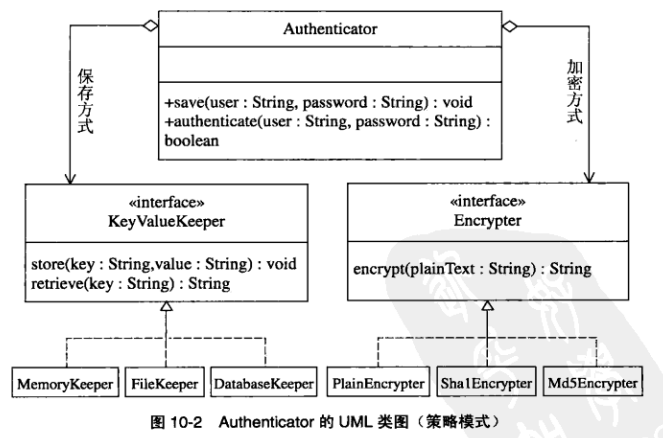 Authenticator
+save(user : String, password : String) : void
+authenticate(user : String, password : String) :
boolean
保存方式
加密方式
«interface»
KeyValueKeeper
store(key : String,value : String) : void
retrieve(key : String) : String
«interface»
Encrypter
encrypt(plainText : String) : String
MemoryKeeper
FileKeeper
DatabaseKeeper
PlainEncrypter
Sha1Encrypter
Md5Encrypter
图 10-2 Authenticator 的 UML 类图（策略模式）